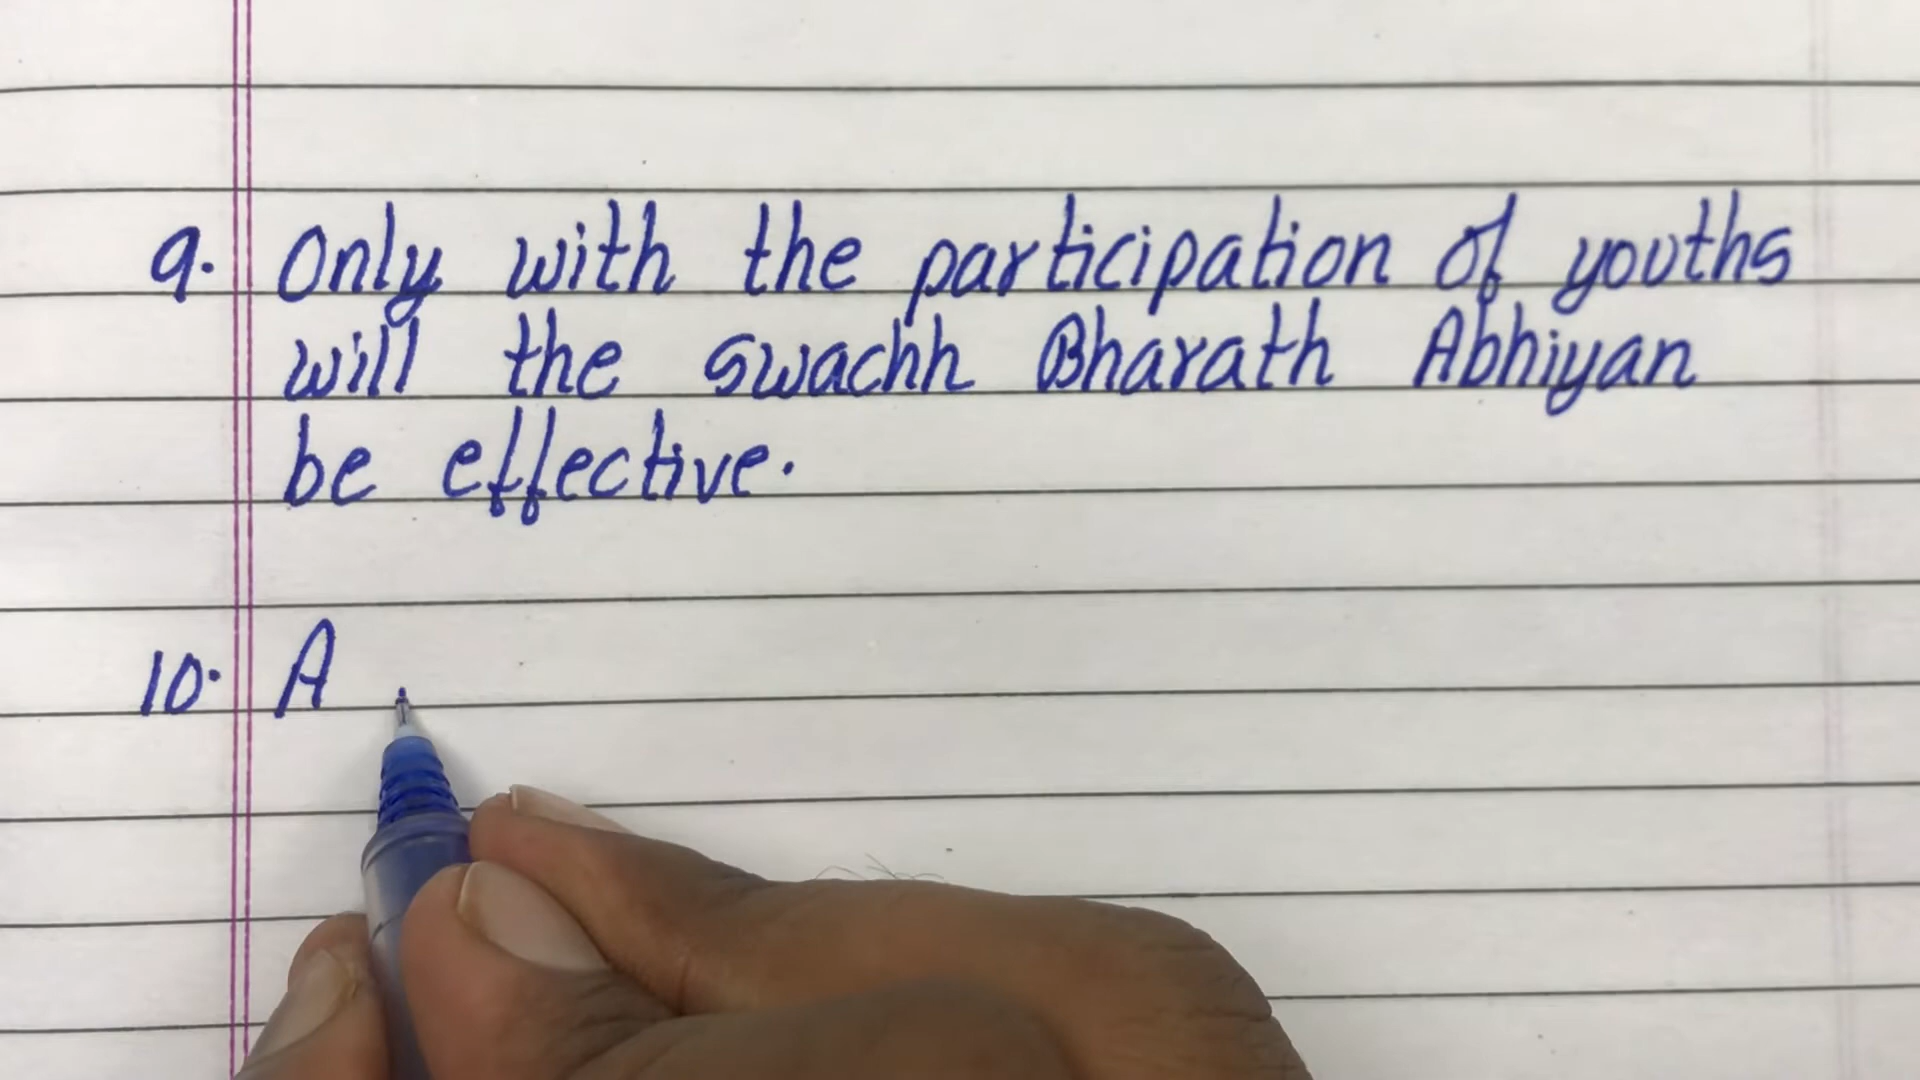 9. Only with the participation of youths
will the swachh Bharath Abhiyan
be effective.
10. A